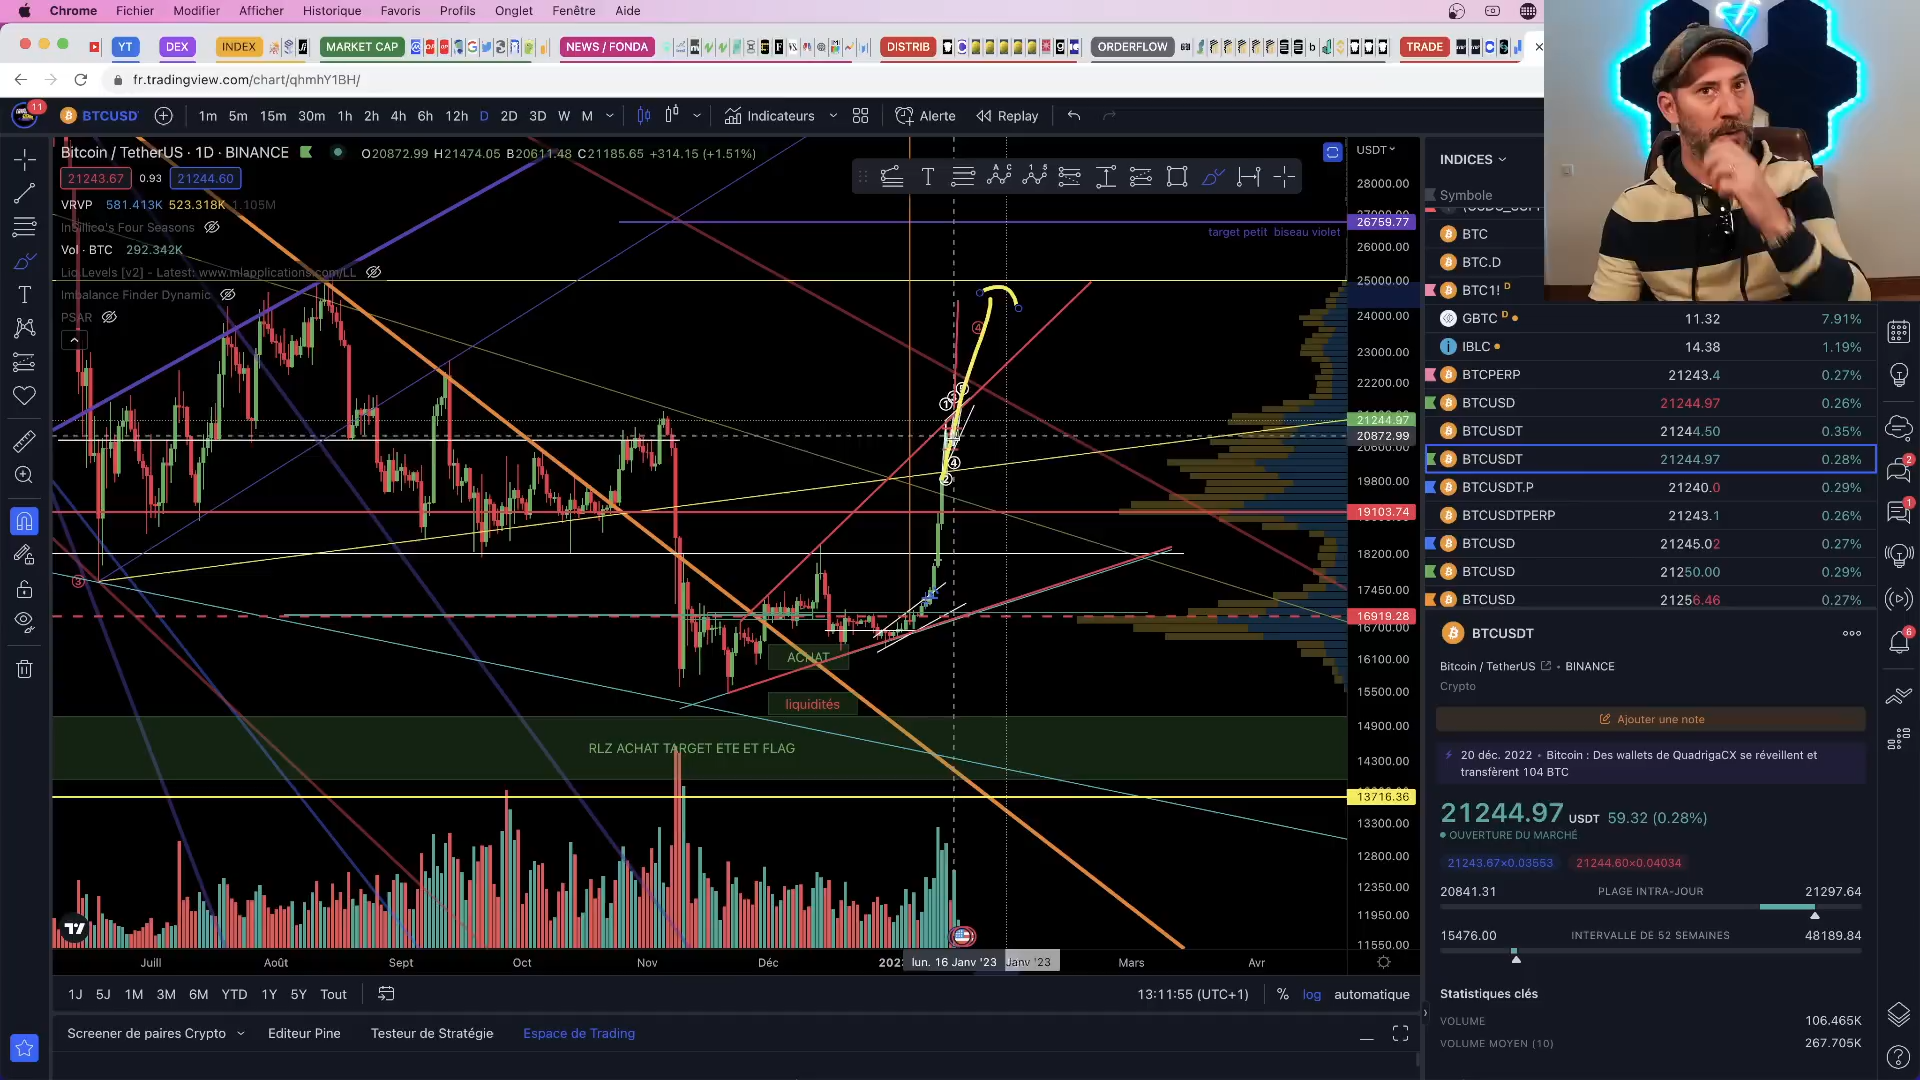 Chrome Fichier Modifier Afficher Historique Favoris Profils Onglet Fenêtre Aide
YT DEX INDEX MARKET CAP NEWS / FONDA DISTRIB ORDERFLOW TRADE
fr.tradingview.com/chart/qhmhY1BH/
11 BTCUSD 1m 5m 15m 30m 1h 2h 4h 6h 12h D 2D 3D W M Indicateurs Alerte Replay
Bitcoin / TetherUS · 1D · BINANCE O20872.99 H21474.05 B20611.48 C21185.65 +314.15 (+1.51%)
21243.67 0.93 21244.60
VRVP 581.413K 523.318K 1.105M
InSilico's Four Seasons
Vol · BTC 292.342K
Liq Levels [v2] - Latest: www.mlapplications.com/LL
Imbalance Finder Dynamic
PSAR
target petit biseau violet
ACHAT
liquidités
RLZ ACHAT TARGET ETE ET FLAG
USDT
28000.00
26759.77
26000.00
25000.00
24000.00
23000.00
22200.00
21244.97
20872.99
20600.00
19800.00
19103.74
18200.00
17450.00
16919.28
16700.00
16100.00
15500.00
14900.00
14300.00
13716.36
13300.00
12800.00
12350.00
11950.00
11550.00
Juill Août Sept Oct Nov Déc 202 lun. 16 Janv '23 Janv '23 Mars Avr
1J 5J 1M 3M 6M YTD 1Y 5Y Tout 13:11:55 (UTC+1) % log automatique
Screener de paires Crypto Editeur Pine Testeur de Stratégie Espace de Trading
INDICES
Symbole
BTC
BTC.D
BTC1! D
GBTC D 11.32 7.91%
IBLC 14.38 1.19%
BTCPERP 21243.4 0.27%
BTCUSD 21244.97 0.26%
BTCUSDT 21244.50 0.35%
BTCUSDT 21244.97 0.28%
BTCUSDT.P 21240.0 0.29%
BTCUSDTPERP 21243.1 0.26%
BTCUSD 21245.02 0.27%
BTCUSD 21250.00 0.29%
BTCUSD 21256.46 0.27%
BTCUSDT
Bitcoin / TetherUS • BINANCE
Crypto
Ajouter une note
20 déc. 2022 • Bitcoin : Des wallets de QuadrigaCX se réveillent et
transfèrent 104 BTC
21244.97 USDT 59.32 (0.28%)
OUVERTURE DU MARCHÉ
21243.67×0.03553 21244.60×0.04034
20841.31 PLAGE INTRA-JOUR 21297.64
15476.00 INTERVALLE DE 52 SEMAINES 48189.84
Statistiques clés
VOLUME 106.465K
VOLUME MOYEN (10) 267.705K